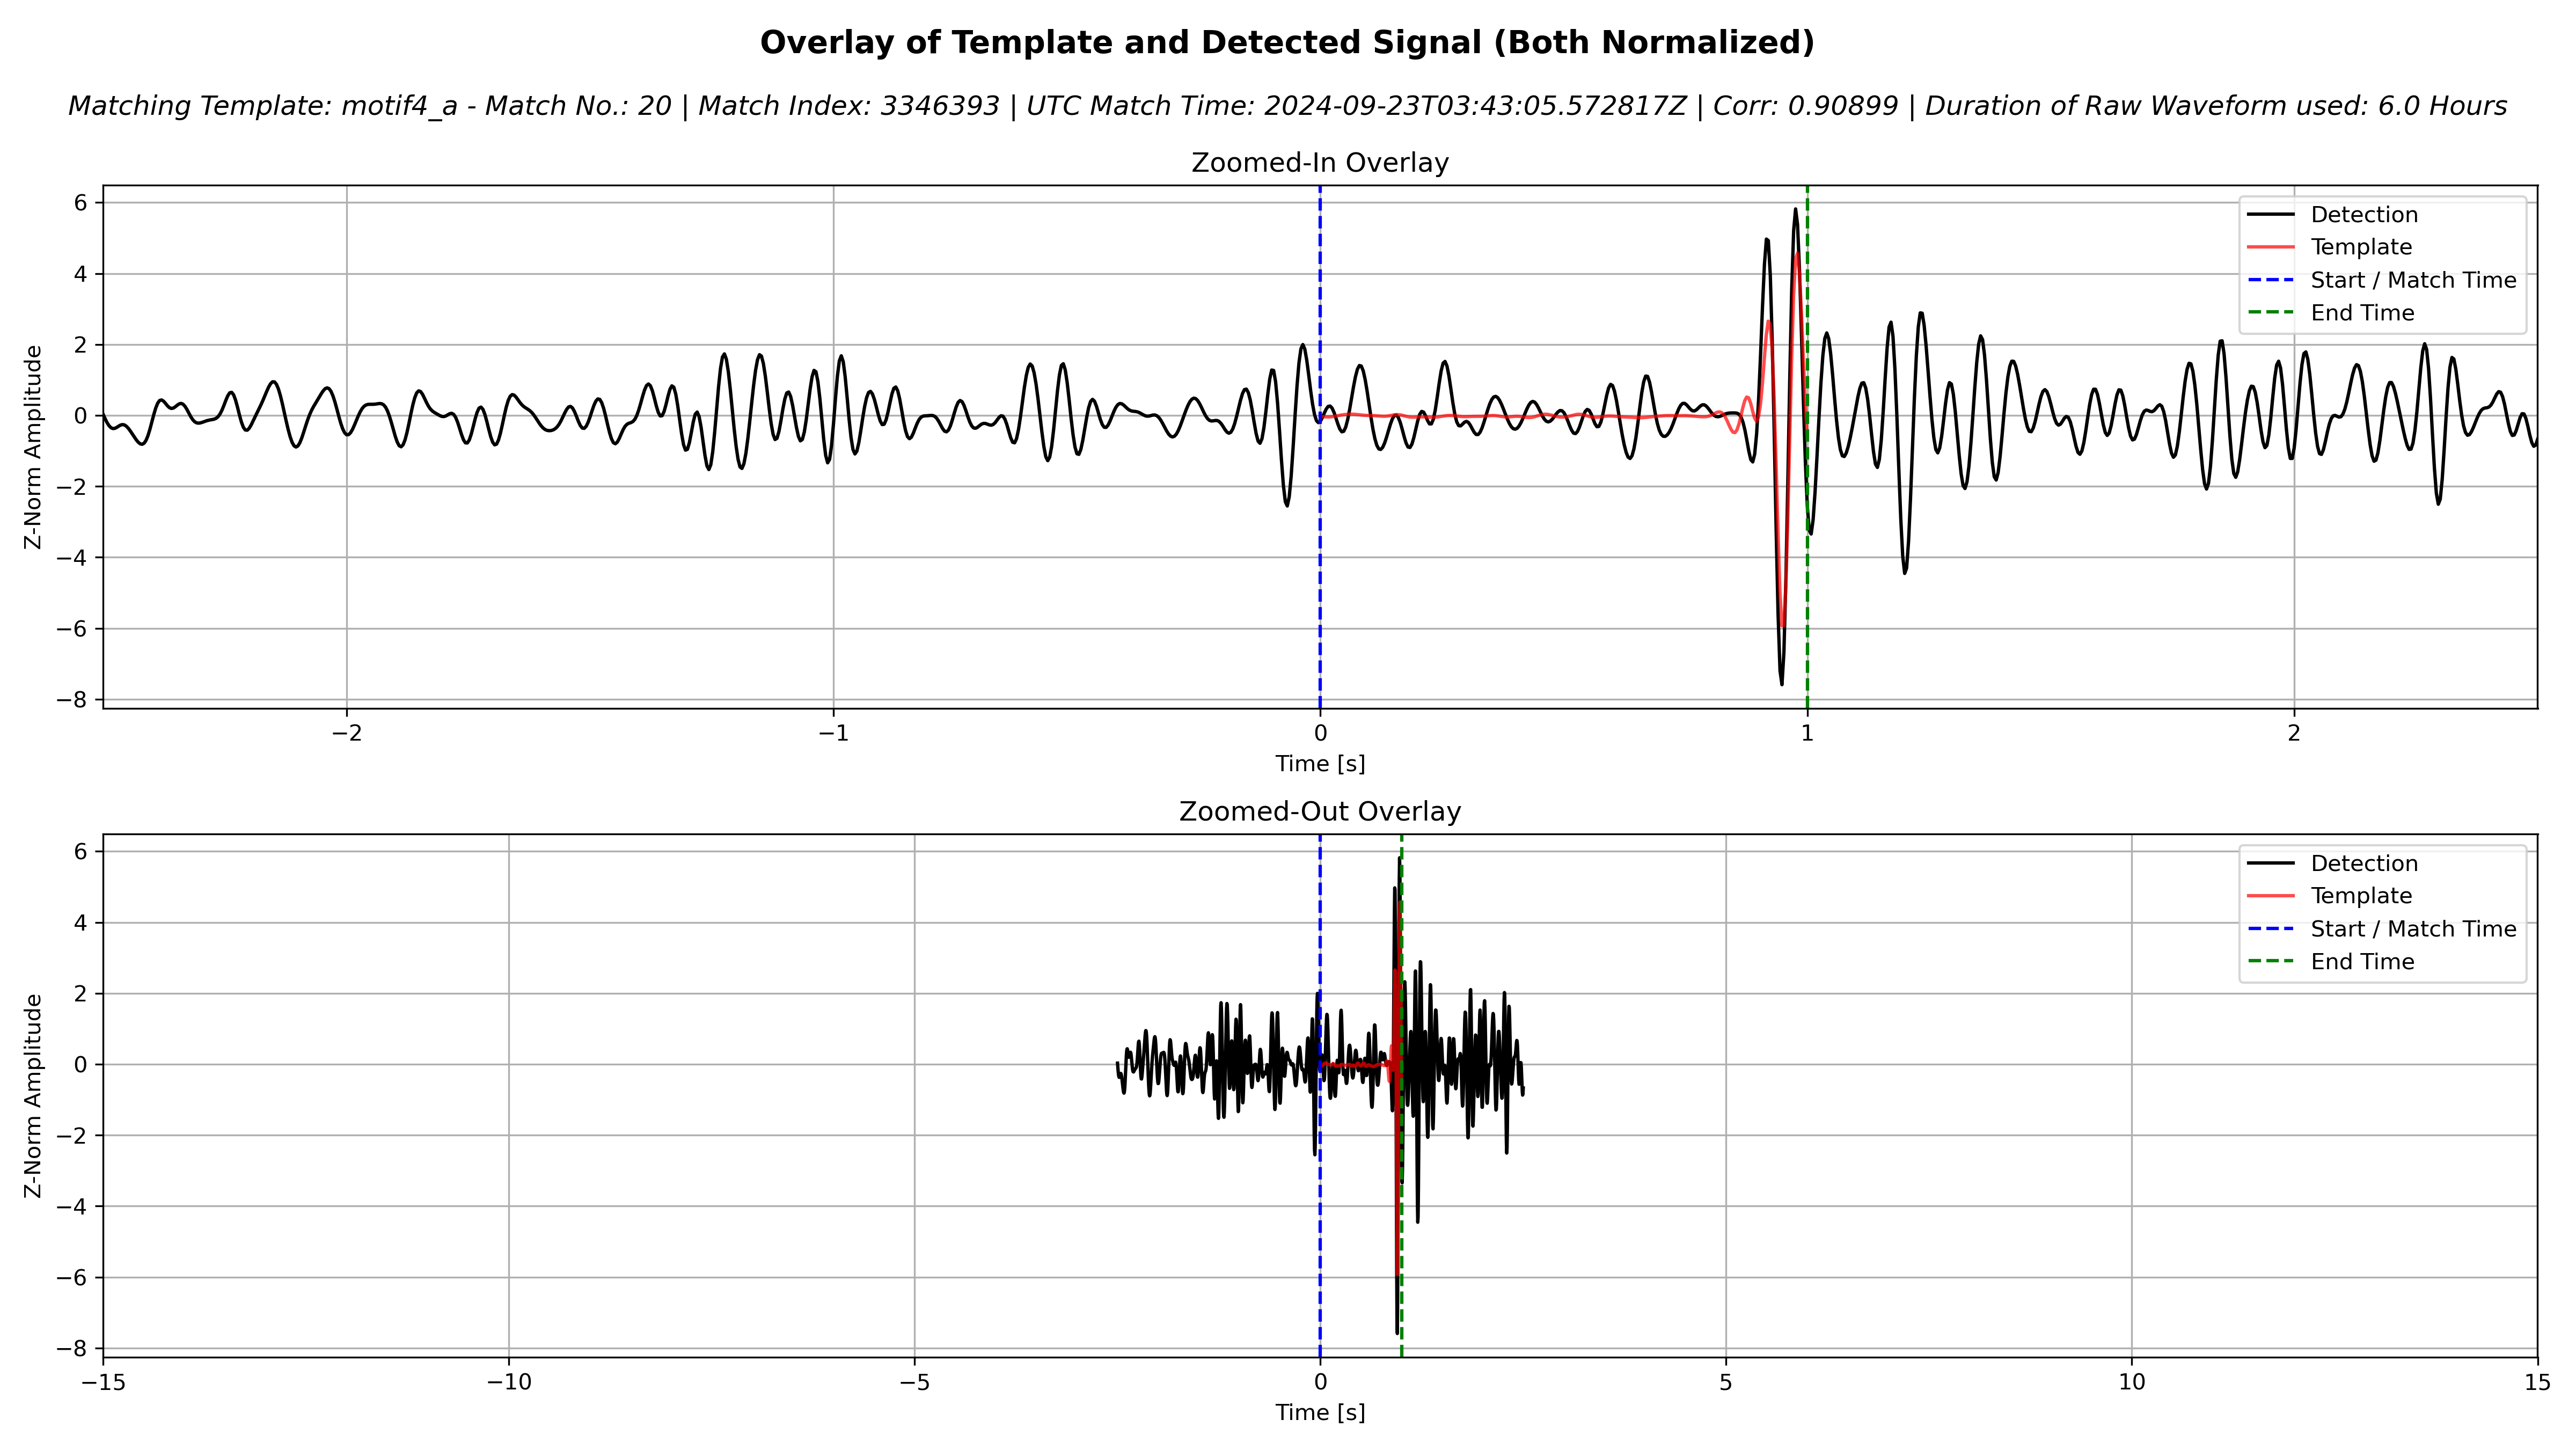 Overlay of Template and Detected Signal (Both Normalized)
Matching Template: motif4_a - Match No.: 20 | Match Index: 3346393 | UTC Match Time: 2024-09-23T03:43:05.572817Z | Corr: 0.90899 | Duration of Raw Waveform used: 6.0 Hours
Zoomed-In Overlay
Z-Norm Amplitude
6
4
2
0
−2
−4
−6
−8
Detection
Template
Start / Match Time
End Time
−2
−1
0
1
2
Time [s]
Zoomed-Out Overlay
Z-Norm Amplitude
6
4
2
0
−2
−4
−6
−8
Detection
Template
Start / Match Time
End Time
−15
−10
−5
0
5
10
15
Time [s]